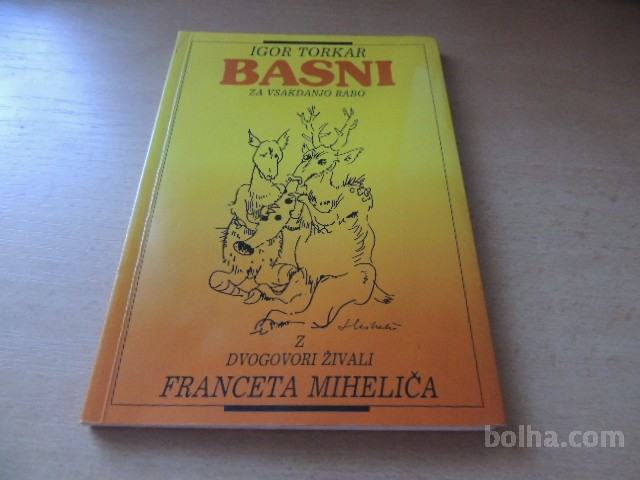 IGOR TORKAR
BASNI
ZA VSAKDANJO RABO
Z
DVOGOVORI ŽIVALI
FRANCETA MIHELIČA
bolha.com